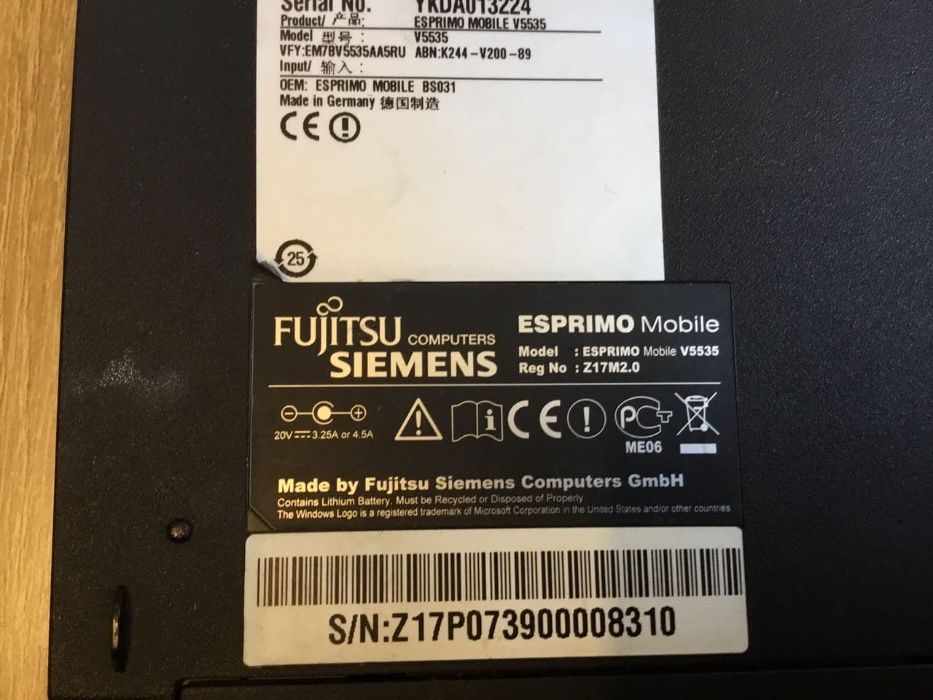 Serial No. YKDA013224
Product/ 产品: ESPRIMO MOBILE V5535
Model 型号: V5535
VFY:EM7BV5535AA5RU ABN:K244-V200-89
Input/ 输入:
OEM: ESPRIMO MOBILE BS031
Made in Germany 德国制造
CE
25
FUJITSU COMPUTERS
SIEMENS
ESPRIMO Mobile
Model : ESPRIMO Mobile V5535
Reg No : Z17M2.0
20V⎓3.25A or 4.5A
CE
PCT
ME06
Made by Fujitsu Siemens Computers GmbH
Contains Lithium Battery. Must be Recycled or Disposed of Properly.
The Windows Logo is a registered trademark of Microsoft Corporation in the United States and/or other countries
S/N:Z17P073900008310